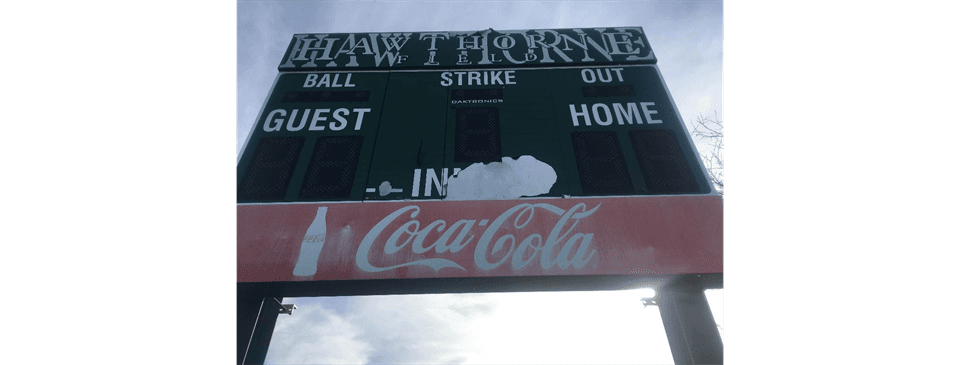 HAWTHORNE
FIELD
BALL STRIKE OUT
DAKTRONICS
GUEST HOME
Coca-Cola